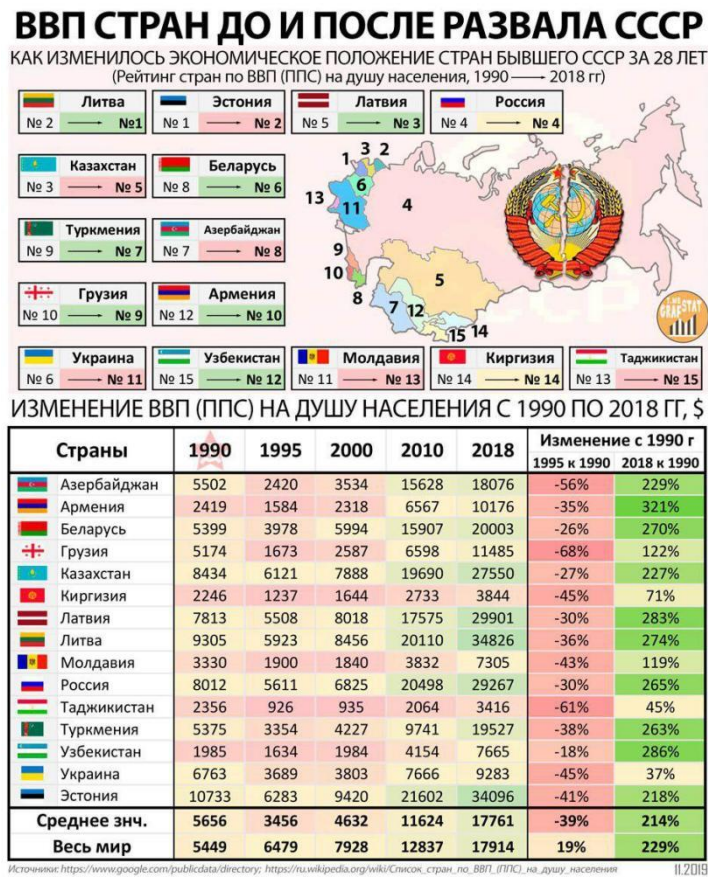 ВВП СТРАН ДО И ПОСЛЕ РАЗВАЛА СССР
КАК ИЗМЕНИЛОСЬ ЭКОНОМИЧЕСКОЕ ПОЛОЖЕНИЕ СТРАН БЫВШЕГО СССР ЗА 28 ЛЕТ
(Рейтинг стран по ВВП (ППС) на душу населения, 1990 → 2018 гг)
Литва Эстония Латвия Россия
№ 2 → №1 № 1 → № 2 № 5 → № 3 № 4 → № 4
Казахстан Беларусь
№ 3 → № 5 № 8 → № 6
Туркмения Азербайджан
№ 9 → № 7 № 7 → № 8
Грузия Армения
№ 10 → № 9 № 12 → № 10
Украина Узбекистан Молдавия Киргизия Таджикистан
№ 6 → № 11 № 15 → № 12 № 11 → № 13 № 14 → № 14 № 13 → № 15
1 3 2
6
13 11 4
9
10 5
8 7 12
15 14
СССР
GRAFSTAT
ИЗМЕНЕНИЕ ВВП (ППС) НА ДУШУ НАСЕЛЕНИЯ С 1990 ПО 2018 ГГ, $
Страны 1990 1995 2000 2010 2018 Изменение с 1990 г
1995 к 1990 2018 к 1990
Азербайджан 5502 2420 3534 15628 18076 -56% 229%
Армения 2419 1584 2318 6567 10176 -35% 321%
Беларусь 5399 3978 5994 15907 20003 -26% 270%
Грузия 5174 1673 2587 6598 11485 -68% 122%
Казахстан 8434 6121 7888 19690 27550 -27% 227%
Киргизия 2246 1237 1644 2733 3844 -45% 71%
Латвия 7813 5508 8018 17575 29901 -30% 283%
Литва 9305 5923 8456 20110 34826 -36% 274%
Молдавия 3330 1900 1840 3832 7305 -43% 119%
Россия 8012 5611 6825 20498 29267 -30% 265%
Таджикистан 2356 926 935 2064 3416 -61% 45%
Туркмения 5375 3354 4227 9741 19527 -38% 263%
Узбекистан 1985 1634 1984 4154 7665 -18% 286%
Украина 6763 3689 3803 7666 9283 -45% 37%
Эстония 10733 6283 9420 21602 34096 -41% 218%
Среднее знч. 5656 3456 4632 11624 17761 -39% 214%
Весь мир 5449 6479 7928 12837 17914 19% 229%
Источники: https://www.google.com/publicdata/directory; https://ru.wikipedia.org/wiki/Список_стран_по_ВВП_(ППС)_на_душу_населения 11.2019